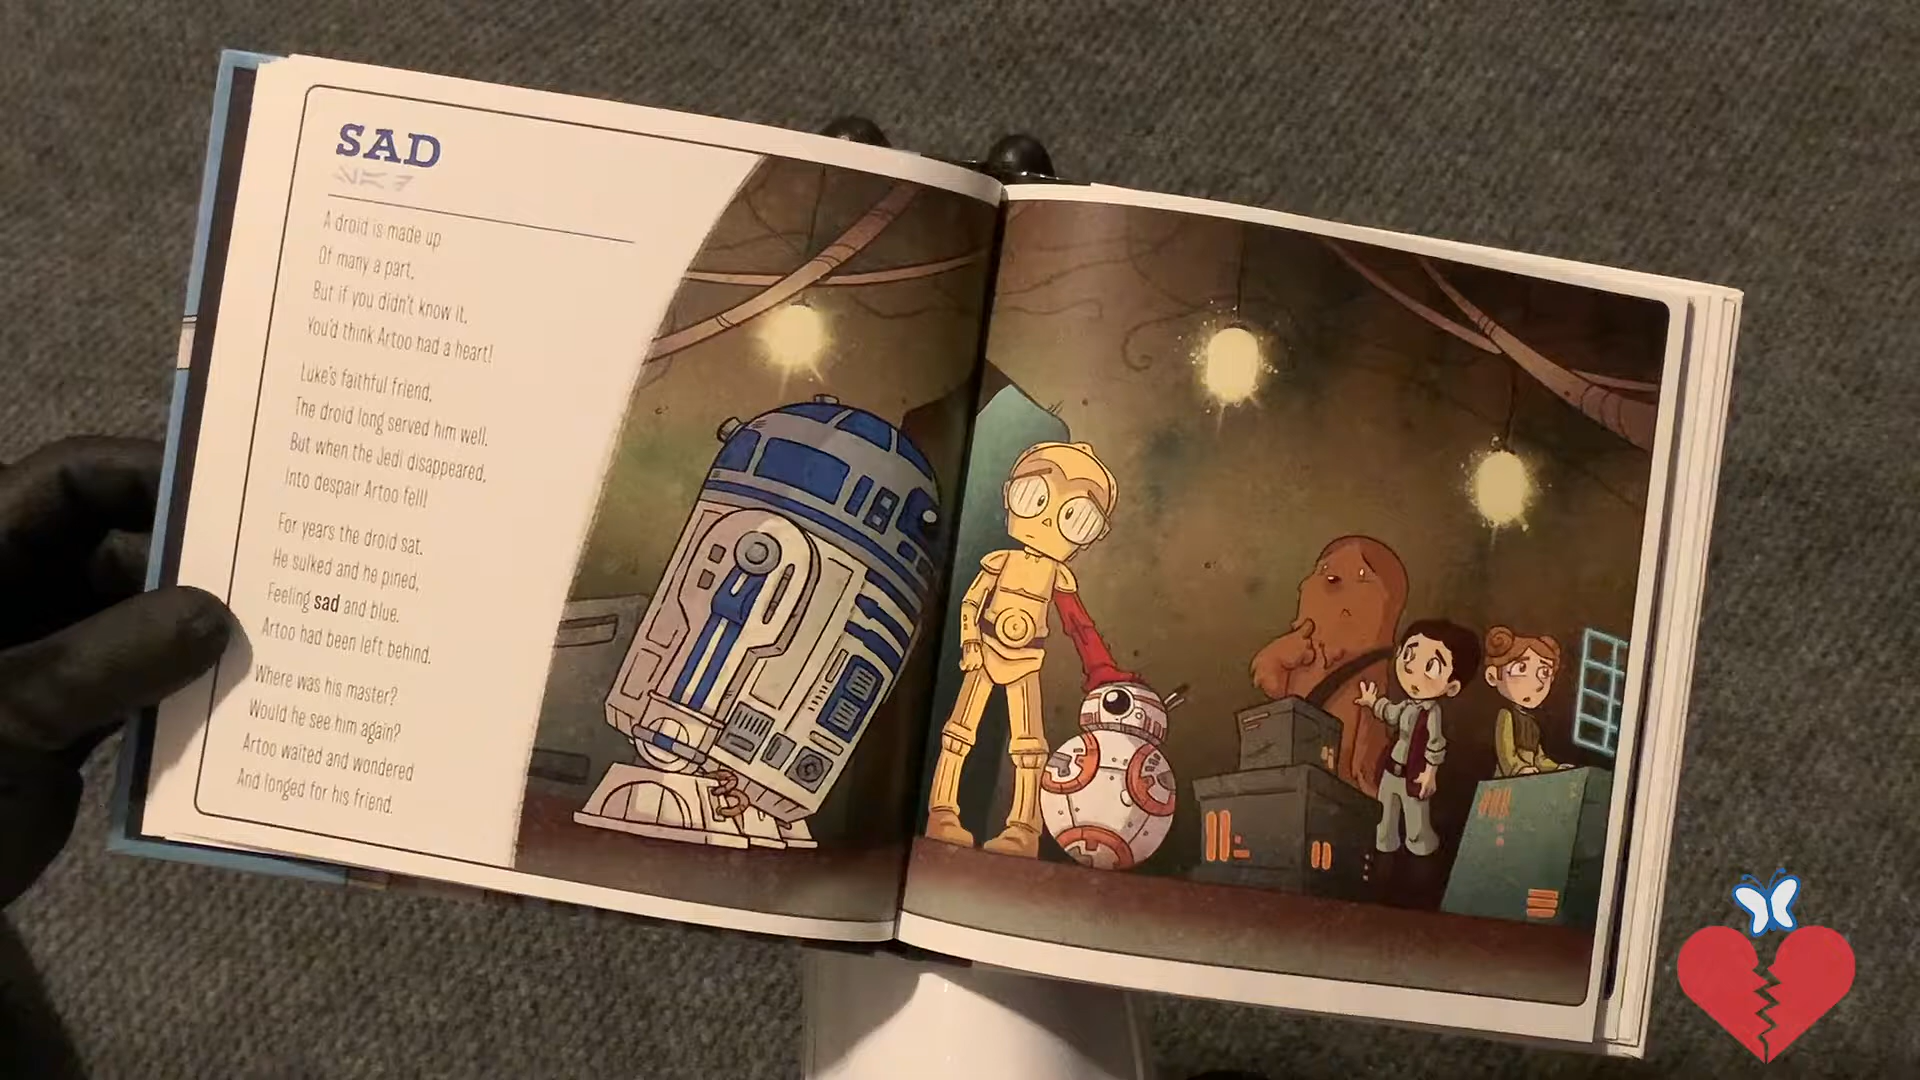 SAD
A droid is made up
Of many a part,
But if you didn't know it,
You'd think Artoo had a heart!
Luke's faithful friend,
The droid long served him well.
But when the Jedi disappeared,
Into despair Artoo fell!
For years the droid sat.
He sulked and he pined,
Feeling sad and blue.
Artoo had been left behind.
Where was his master?
Would he see him again?
Artoo waited and wondered
And longed for his friend.